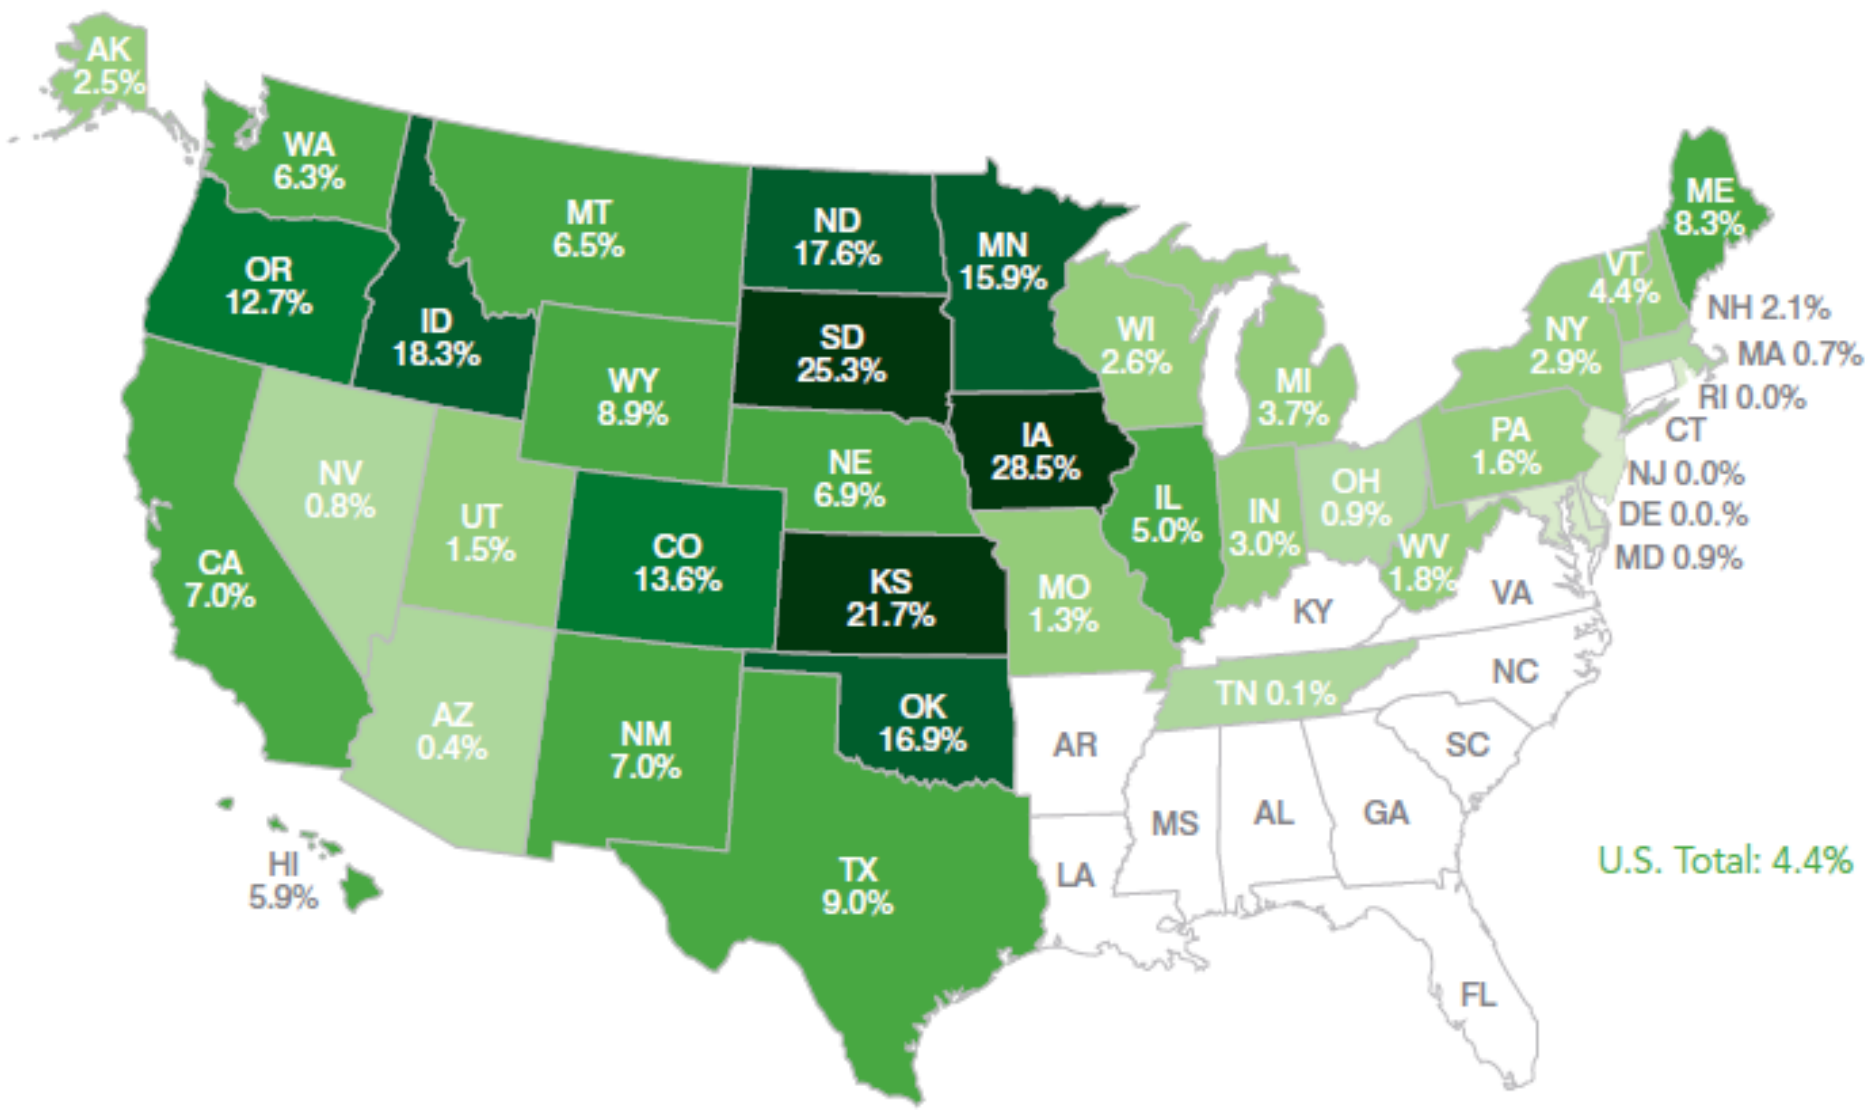 AK
2.5%
WA
6.3%
MT
6.5%
ND
17.6%
MN
15.9%
ME
8.3%
OR
12.7%
ID
18.3%
SD
25.3%
WI
2.6%
VT
4.4%
NH 2.1%
WY
8.9%
MI
3.7%
NY
2.9%
MA 0.7%
RI 0.0%
CT
NV
0.8%
UT
1.5%
NE
6.9%
IA
28.5%
IL
5.0%
IN
3.0%
OH
0.9%
PA
1.6%
NJ 0.0%
DE 0.0.%
MD 0.9%
CA
7.0%
CO
13.6%
KS
21.7%
MO
1.3%
KY
WV
1.8%
VA
AZ
0.4%
NM
7.0%
OK
16.9%
AR
TN 0.1%
NC
SC
MS
AL
GA
HI
5.9%
TX
9.0%
LA
U.S. Total: 4.4%
FL